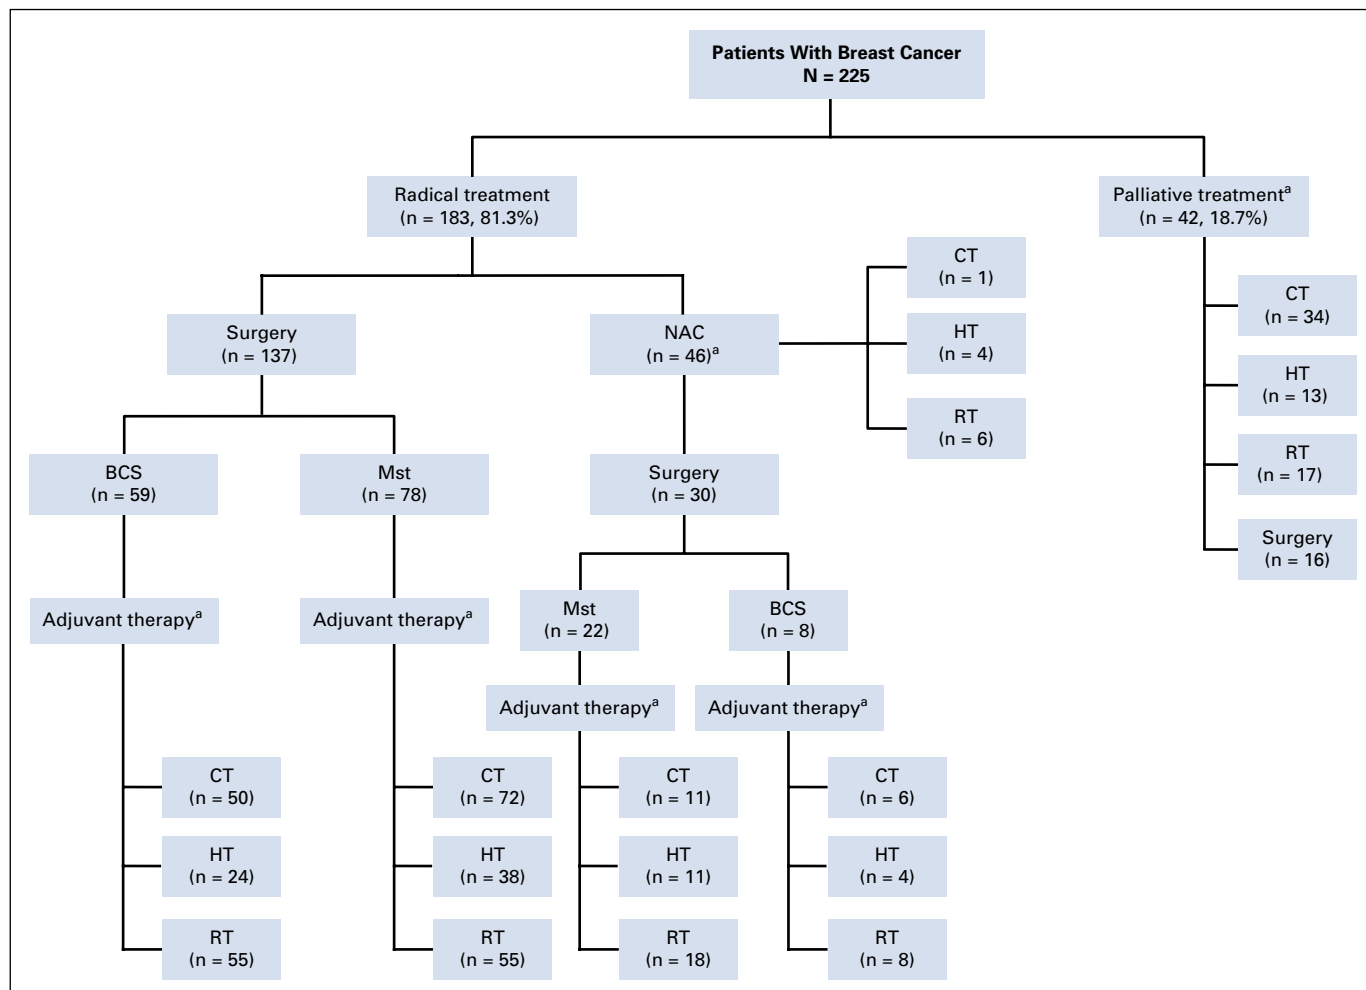 Patients With Breast Cancer
N = 225
Radical treatment
(n = 183, 81.3%)
Palliative treatmentᵃ
(n = 42, 18.7%)
Surgery
(n = 137)
NAC
(n = 46)ᵃ
CT
(n = 1)
HT
(n = 4)
RT
(n = 6)
CT
(n = 34)
HT
(n = 13)
RT
(n = 17)
Surgery
(n = 16)
BCS
(n = 59)
Mst
(n = 78)
Surgery
(n = 30)
Mst
(n = 22)
BCS
(n = 8)
Adjuvant therapyᵃ
Adjuvant therapyᵃ
Adjuvant therapyᵃ
Adjuvant therapyᵃ
CT
(n = 50)
HT
(n = 24)
RT
(n = 55)
CT
(n = 72)
HT
(n = 38)
RT
(n = 55)
CT
(n = 11)
HT
(n = 11)
RT
(n = 18)
CT
(n = 6)
HT
(n = 4)
RT
(n = 8)